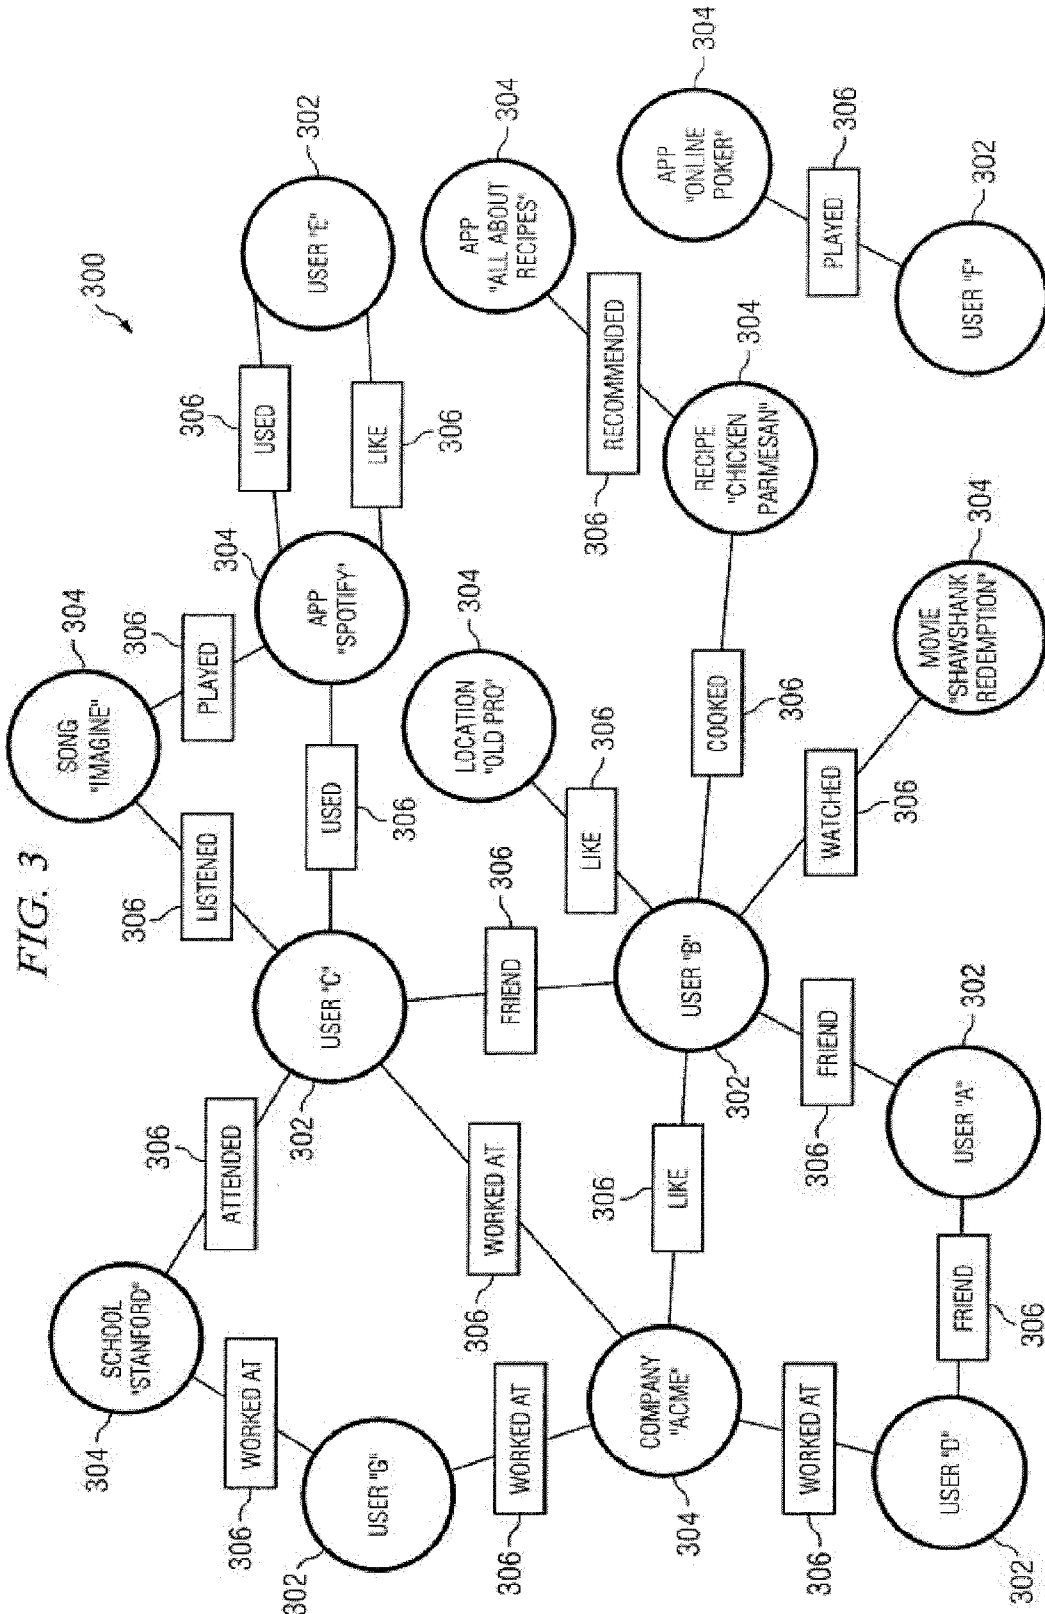 FIG. 3
300
304
SCHOOL
"STANFORD"
306
ATTENDED
306
LISTENED
304
SONG
"IMAGINE"
306
PLAYED
306
WORKED AT
302
USER "G"
302
USER "C"
306
USED
304
APP
"SPOTIFY"
306
USED
306
LIKE
302
USER "E"
306
WORKED AT
306
WORKED AT
306
FRIEND
304
LOCATION
"OLD PRO"
306
LIKE
304
APP
"ALL ABOUT
RECIPES"
306
RECOMMENDED
304
COMPANY
"ACME"
306
LIKE
302
USER "B"
306
COOKED
304
RECIPE
"CHICKEN
PARMESAN"
304
APP
"ONLINE
POKER"
306
PLAYED
306
WORKED AT
306
FRIEND
306
WATCHED
302
USER "D"
306
FRIEND
302
USER "A"
304
MOVIE
"SHAWSHANK
REDEMPTION"
302
USER "F"